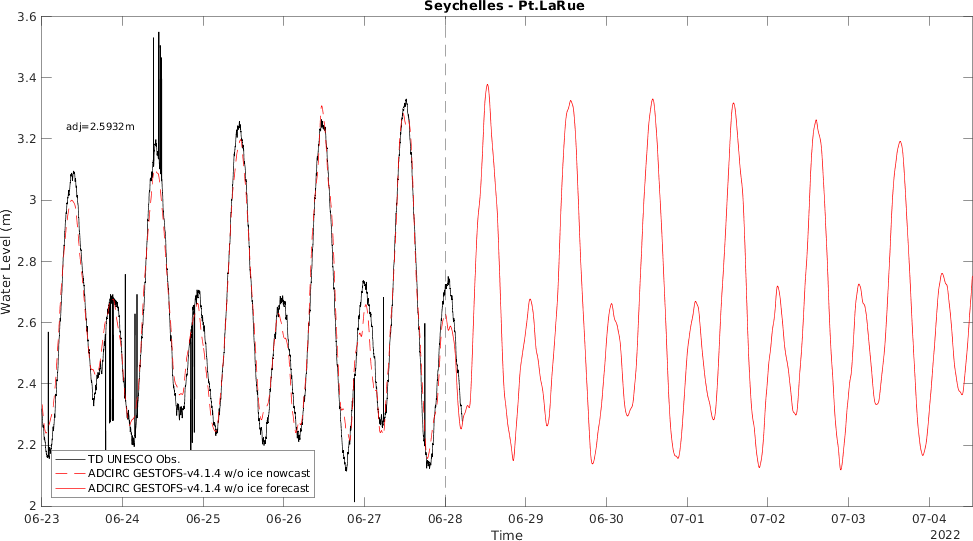 Seychelles - Pt.LaRue
3.6
3.4
3.2
3
2.8
2.6
2.4
2.2
2
Water Level (m)
adj=2.5932m
TD UNESCO Obs.
ADCIRC GESTOFS-v4.1.4 w/o ice nowcast
ADCIRC GESTOFS-v4.1.4 w/o ice forecast
06-23 06-24 06-25 06-26 06-27 06-28 06-29 06-30 07-01 07-02 07-03 07-04
Time
2022